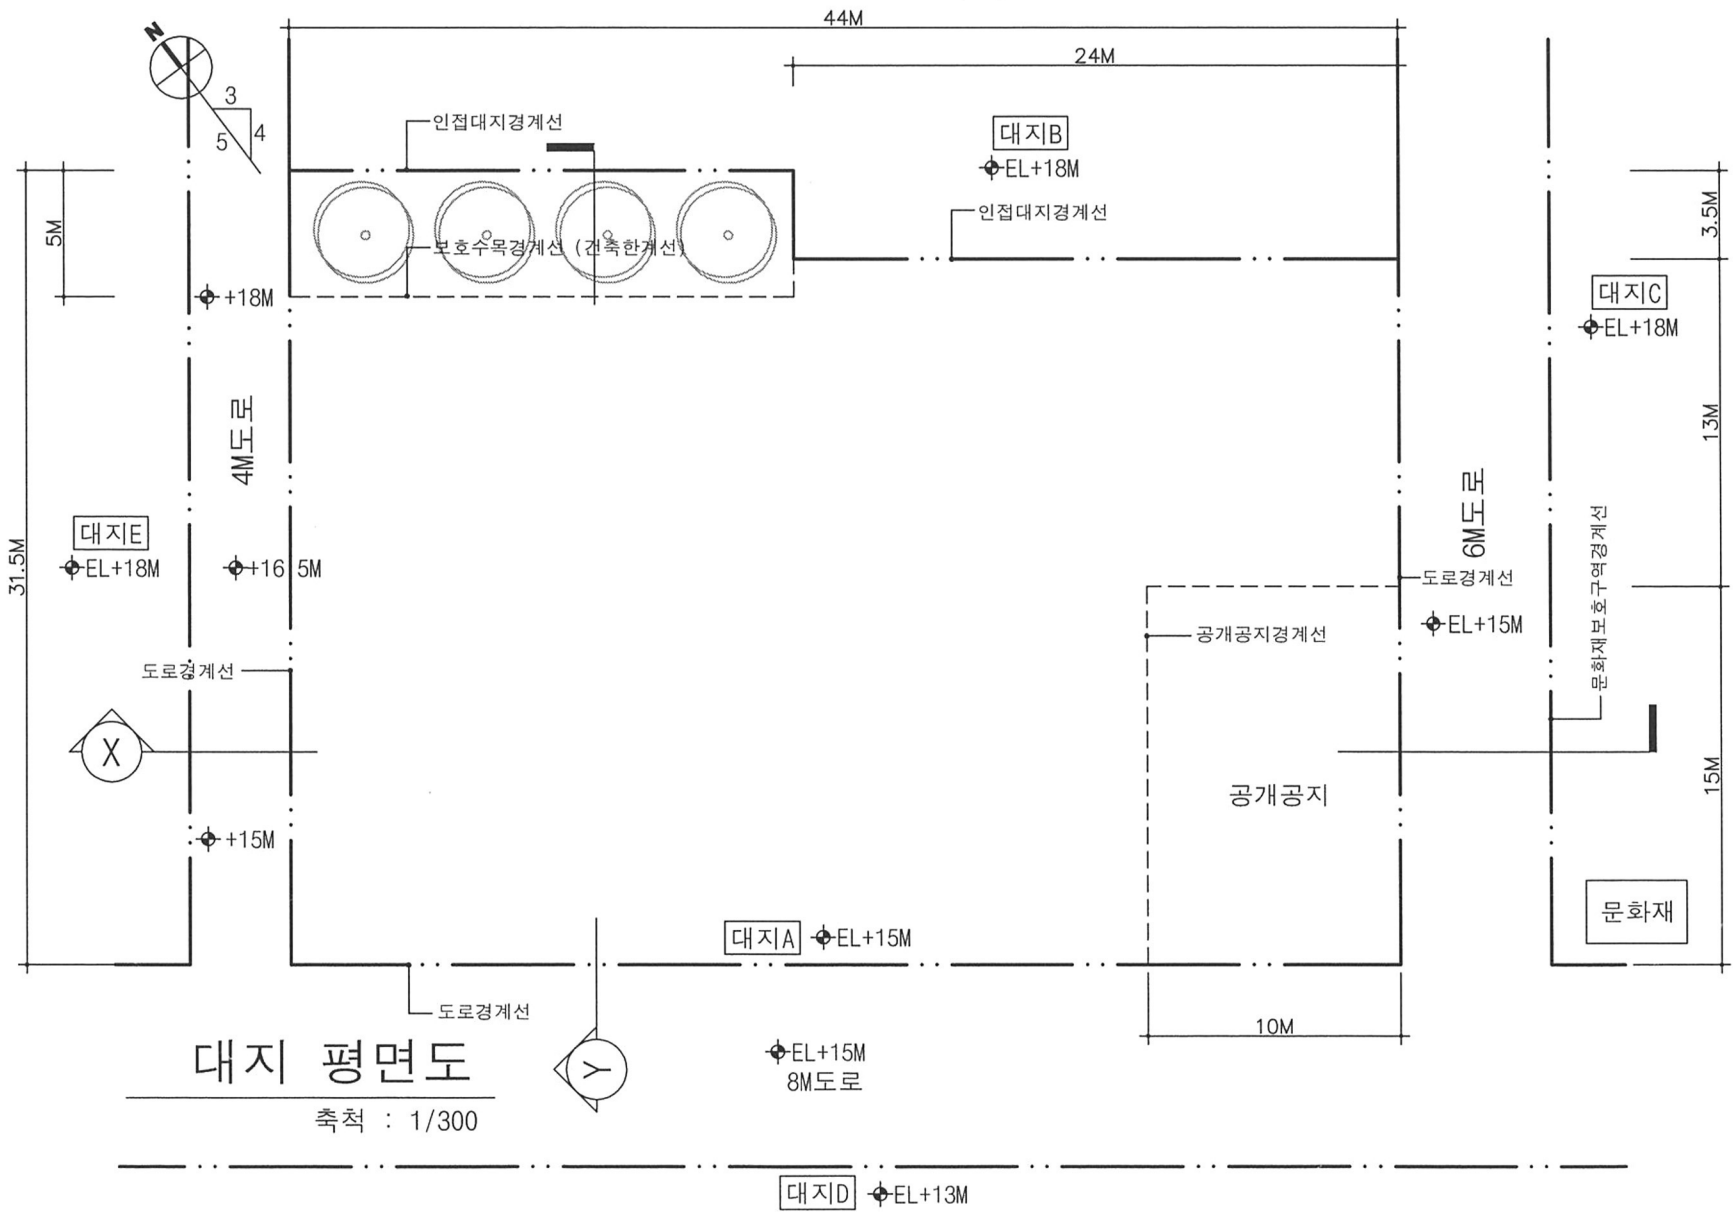 44M
24M
N
3
4
5
인접대지경계선
대지B
EL+18M
인접대지경계선
5M
3.5M
보호수목경계선 (건축한계선)
+18M
대지C
EL+18M
4M도로
13M
6M도로
대지E
EL+18M
+16.5M
31.5M
도로경계선
문화재보호구역경계선
EL+15M
공개공지경계선
도로경계선
X
15M
공개공지
+15M
문화재
대지A
EL+15M
도로경계선
10M
대지 평면도
축척 : 1/300
Y
EL+15M
8M도로
대지D
EL+13M